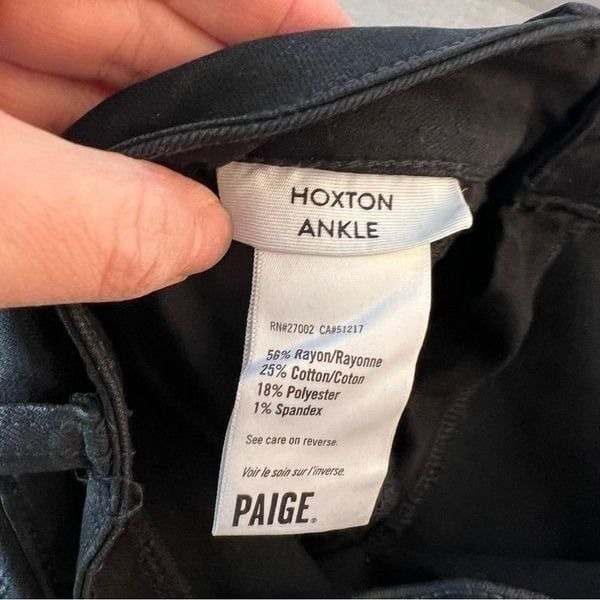 HOXTON
ANKLE
RN#27002 CA#51217
56% Rayon/Rayonne
25% Cotton/Coton
18% Polyester
1% Spandex
See care on reverse.
Voir le soin sur l'inverse.
PAIGE®